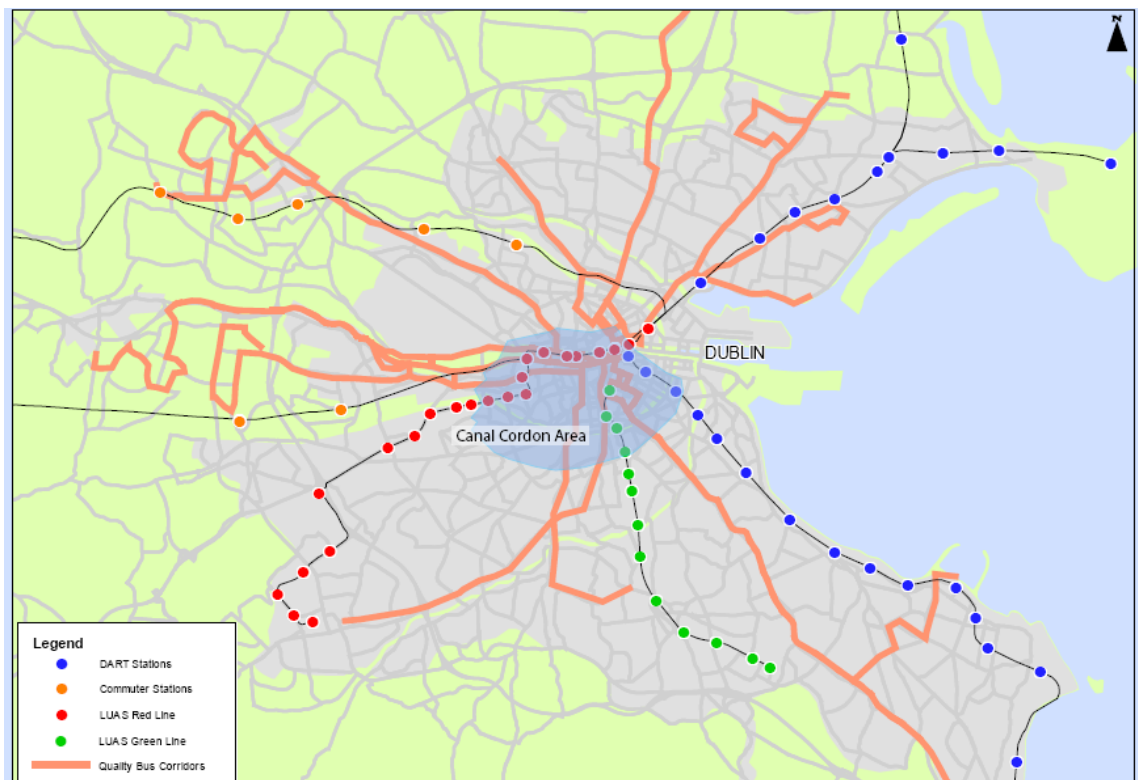 N
DUBLIN
Canal Cordon Area
Legend
DART Stations
Commuter Stations
LUAS Red Line
LUAS Green Line
Quality Bus Corridors